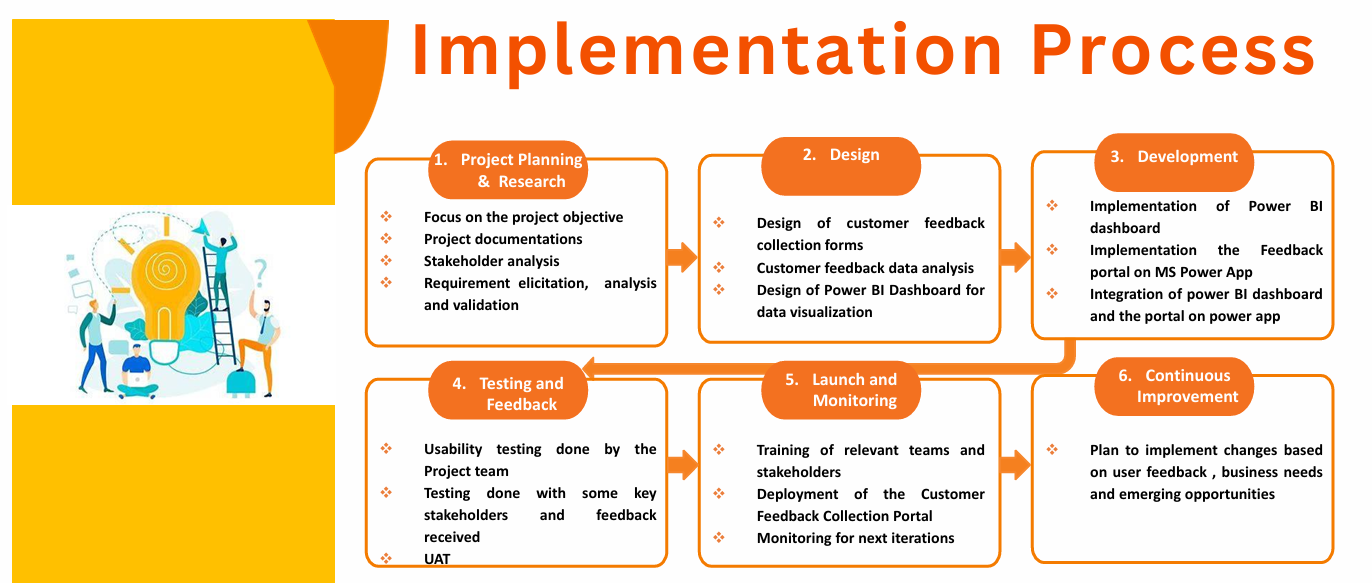 Implementation Process
1. Project Planning
& Research
❖ Focus on the project objective
❖ Project documentations
❖ Stakeholder analysis
❖ Requirement elicitation, analysis
and validation
2. Design
❖ Design of customer feedback
collection forms
❖ Customer feedback data analysis
❖ Design of Power BI Dashboard for
data visualization
3. Development
❖ Implementation of Power BI
dashboard
❖ Implementation the Feedback
portal on MS Power App
❖ Integration of power BI dashboard
and the portal on power app
4. Testing and
Feedback
❖ Usability testing done by the
Project team
❖ Testing done with some key
stakeholders and feedback
received
❖ UAT
5. Launch and
Monitoring
❖ Training of relevant teams and
stakeholders
❖ Deployment of the Customer
Feedback Collection Portal
❖ Monitoring for next iterations
6. Continuous
Improvement
❖ Plan to implement changes based
on user feedback , business needs
and emerging opportunities